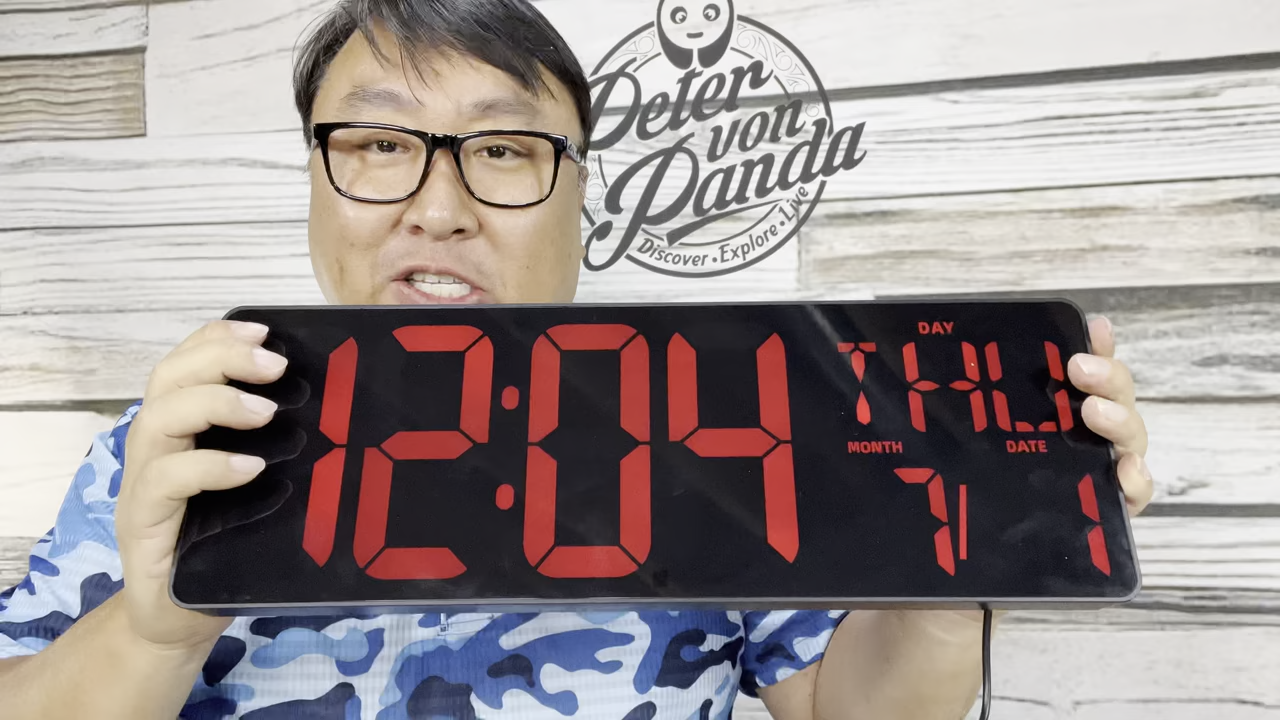 Peter
von
Panda
Discover • Explore • Live
12:04
DAY
THU
MONTH
DATE
7/ 1